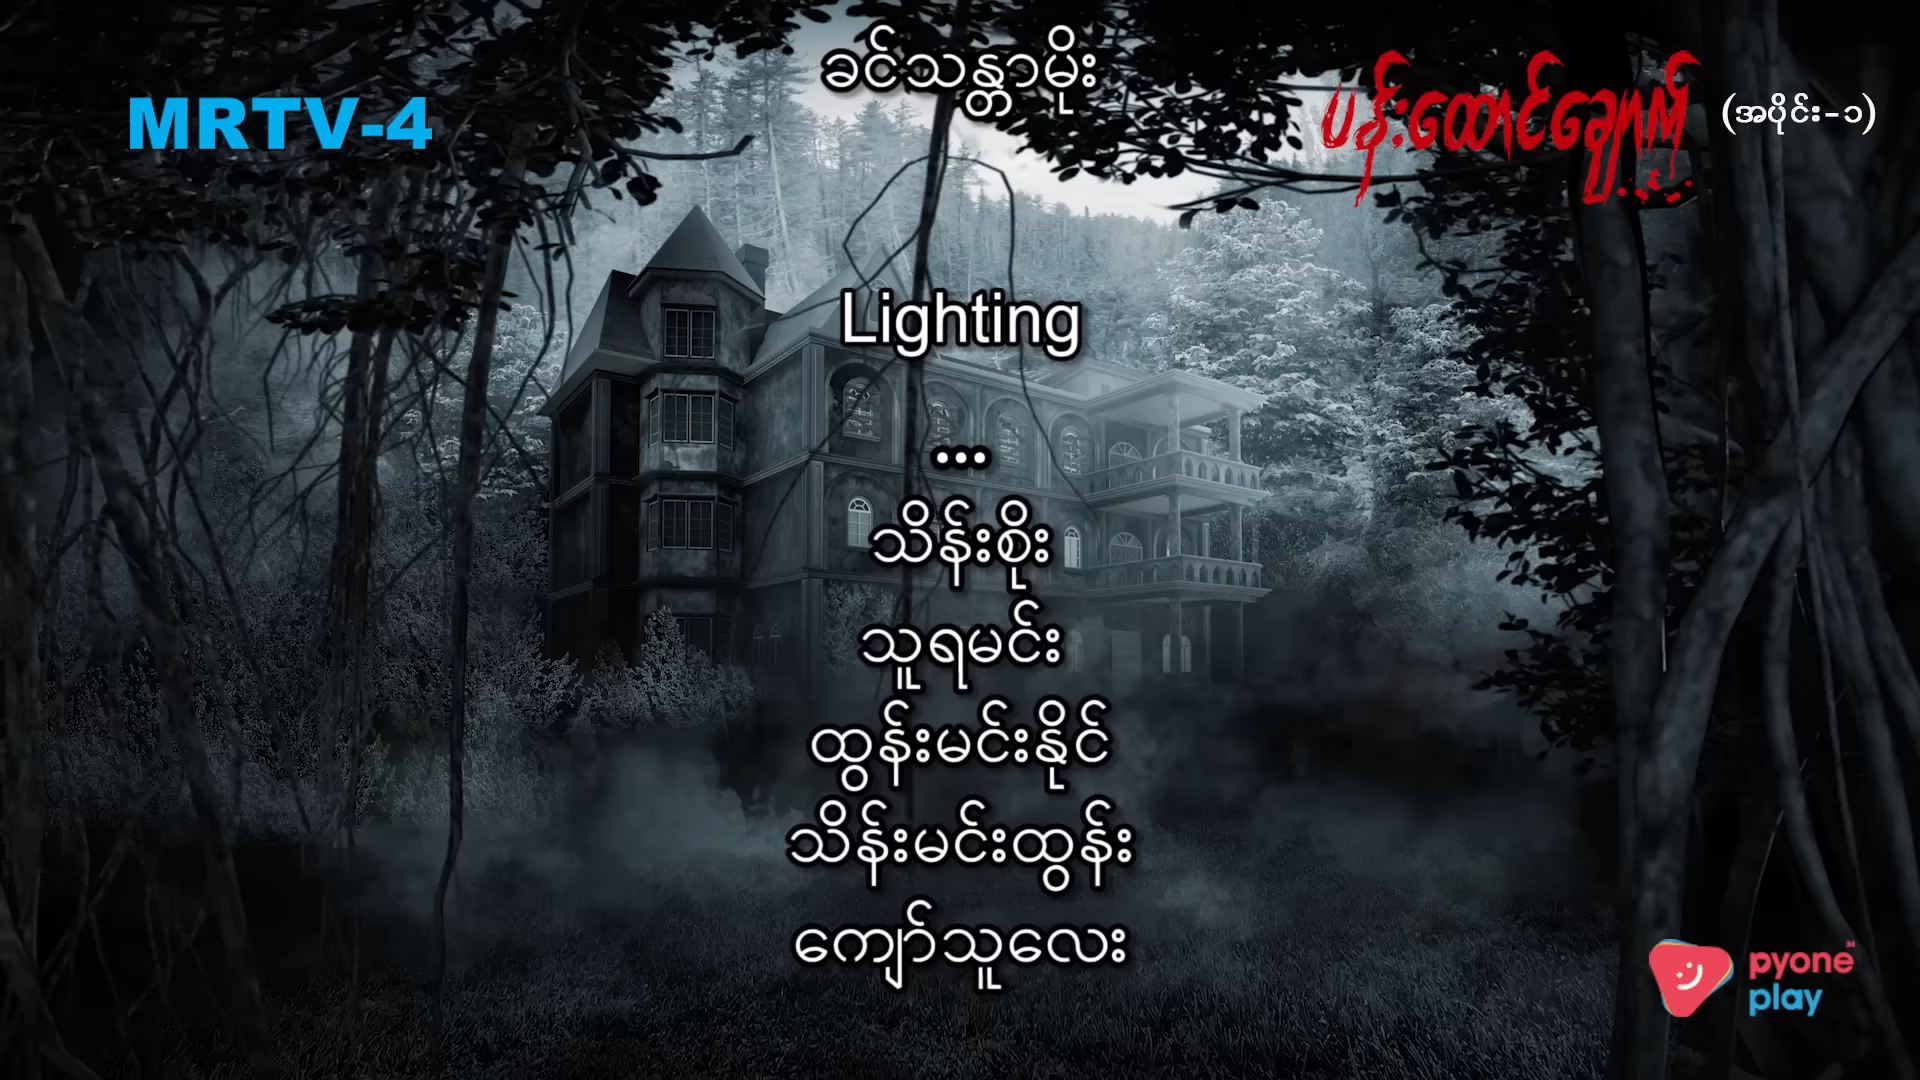 ခင်သန္တာမိုး
MRTV-4
ပန်းထောင်ချောက်
(အပိုင်း-၁)
Lighting
...
သိန်းစိုး
သူရမင်း
ထွန်းမင်းနိုင်
သိန်းမင်းထွန်း
ကျော်သူလေး
pyone
play